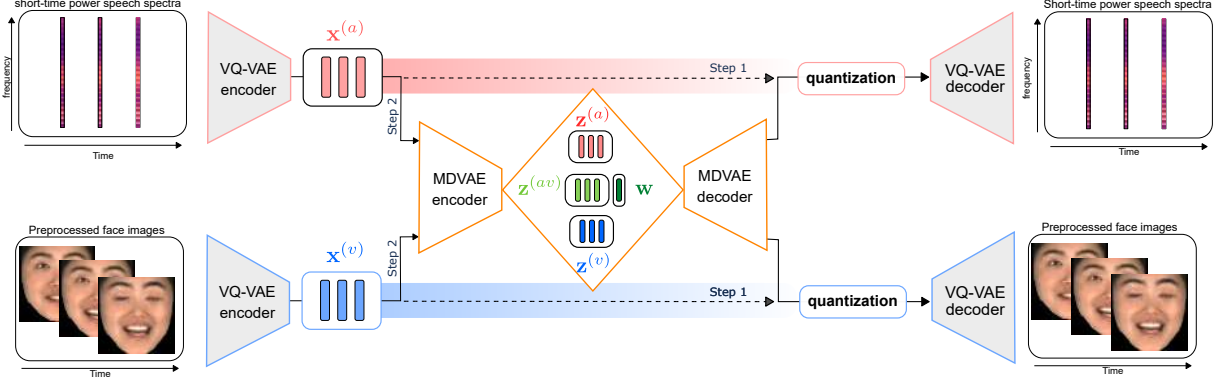 short-time power speech spectra
frequency
Time
VQ-VAE
encoder
x^(a)
Step 1
Step 2
quantization
VQ-VAE
decoder
Short-time power speech spectra
frequency
Time
MDVAE
encoder
z^(a)
z^(av)
w
z^(v)
MDVAE
decoder
Preprocessed face images
Time
VQ-VAE
encoder
x^(v)
Step 2
Step 1
quantization
VQ-VAE
decoder
Preprocessed face images
Time